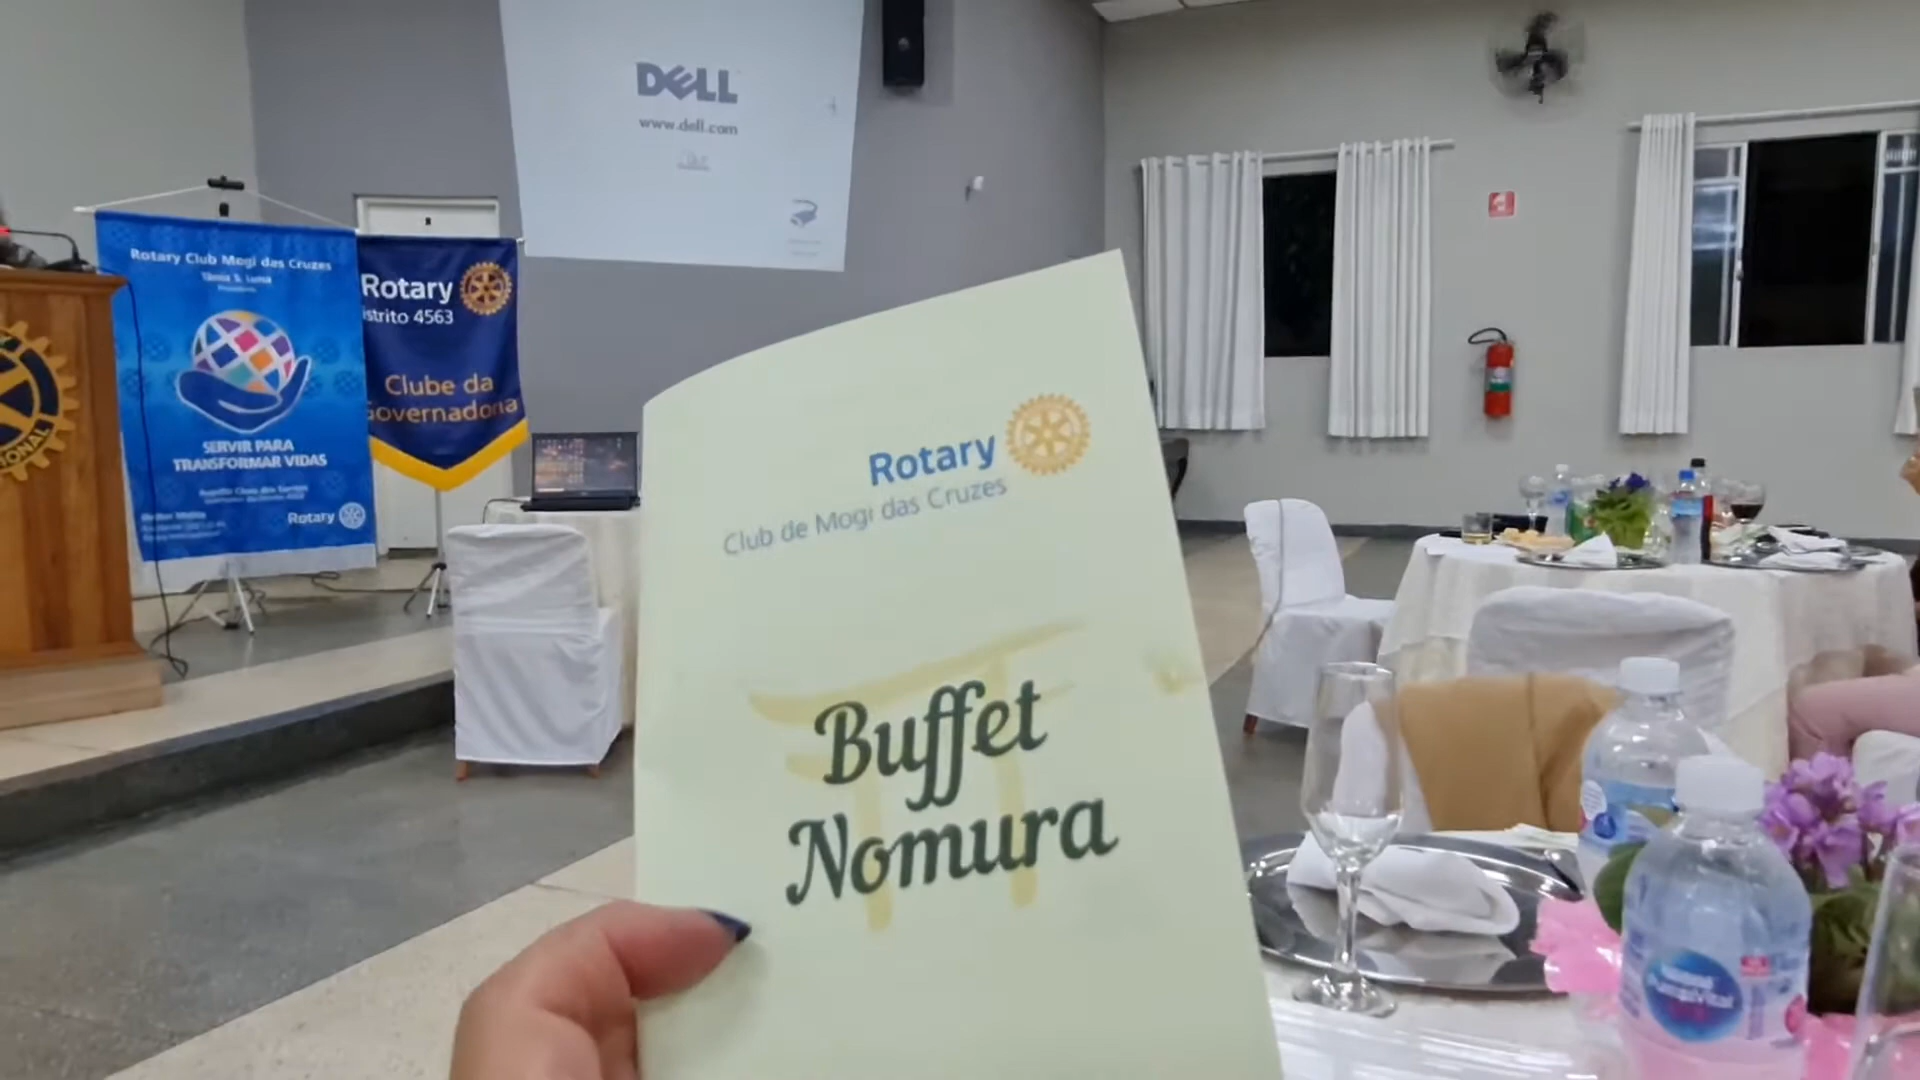 DELL
www.dell.com
Rotary Club Mogi das Cruzes
SERVIR PARA
TRANSFORMAR VIDAS
Rotary
Rotary
istrito 4563
Clube da
Governadoria
IONAL
Rotary
Club de Mogi das Cruzes
Buffet
Nomura